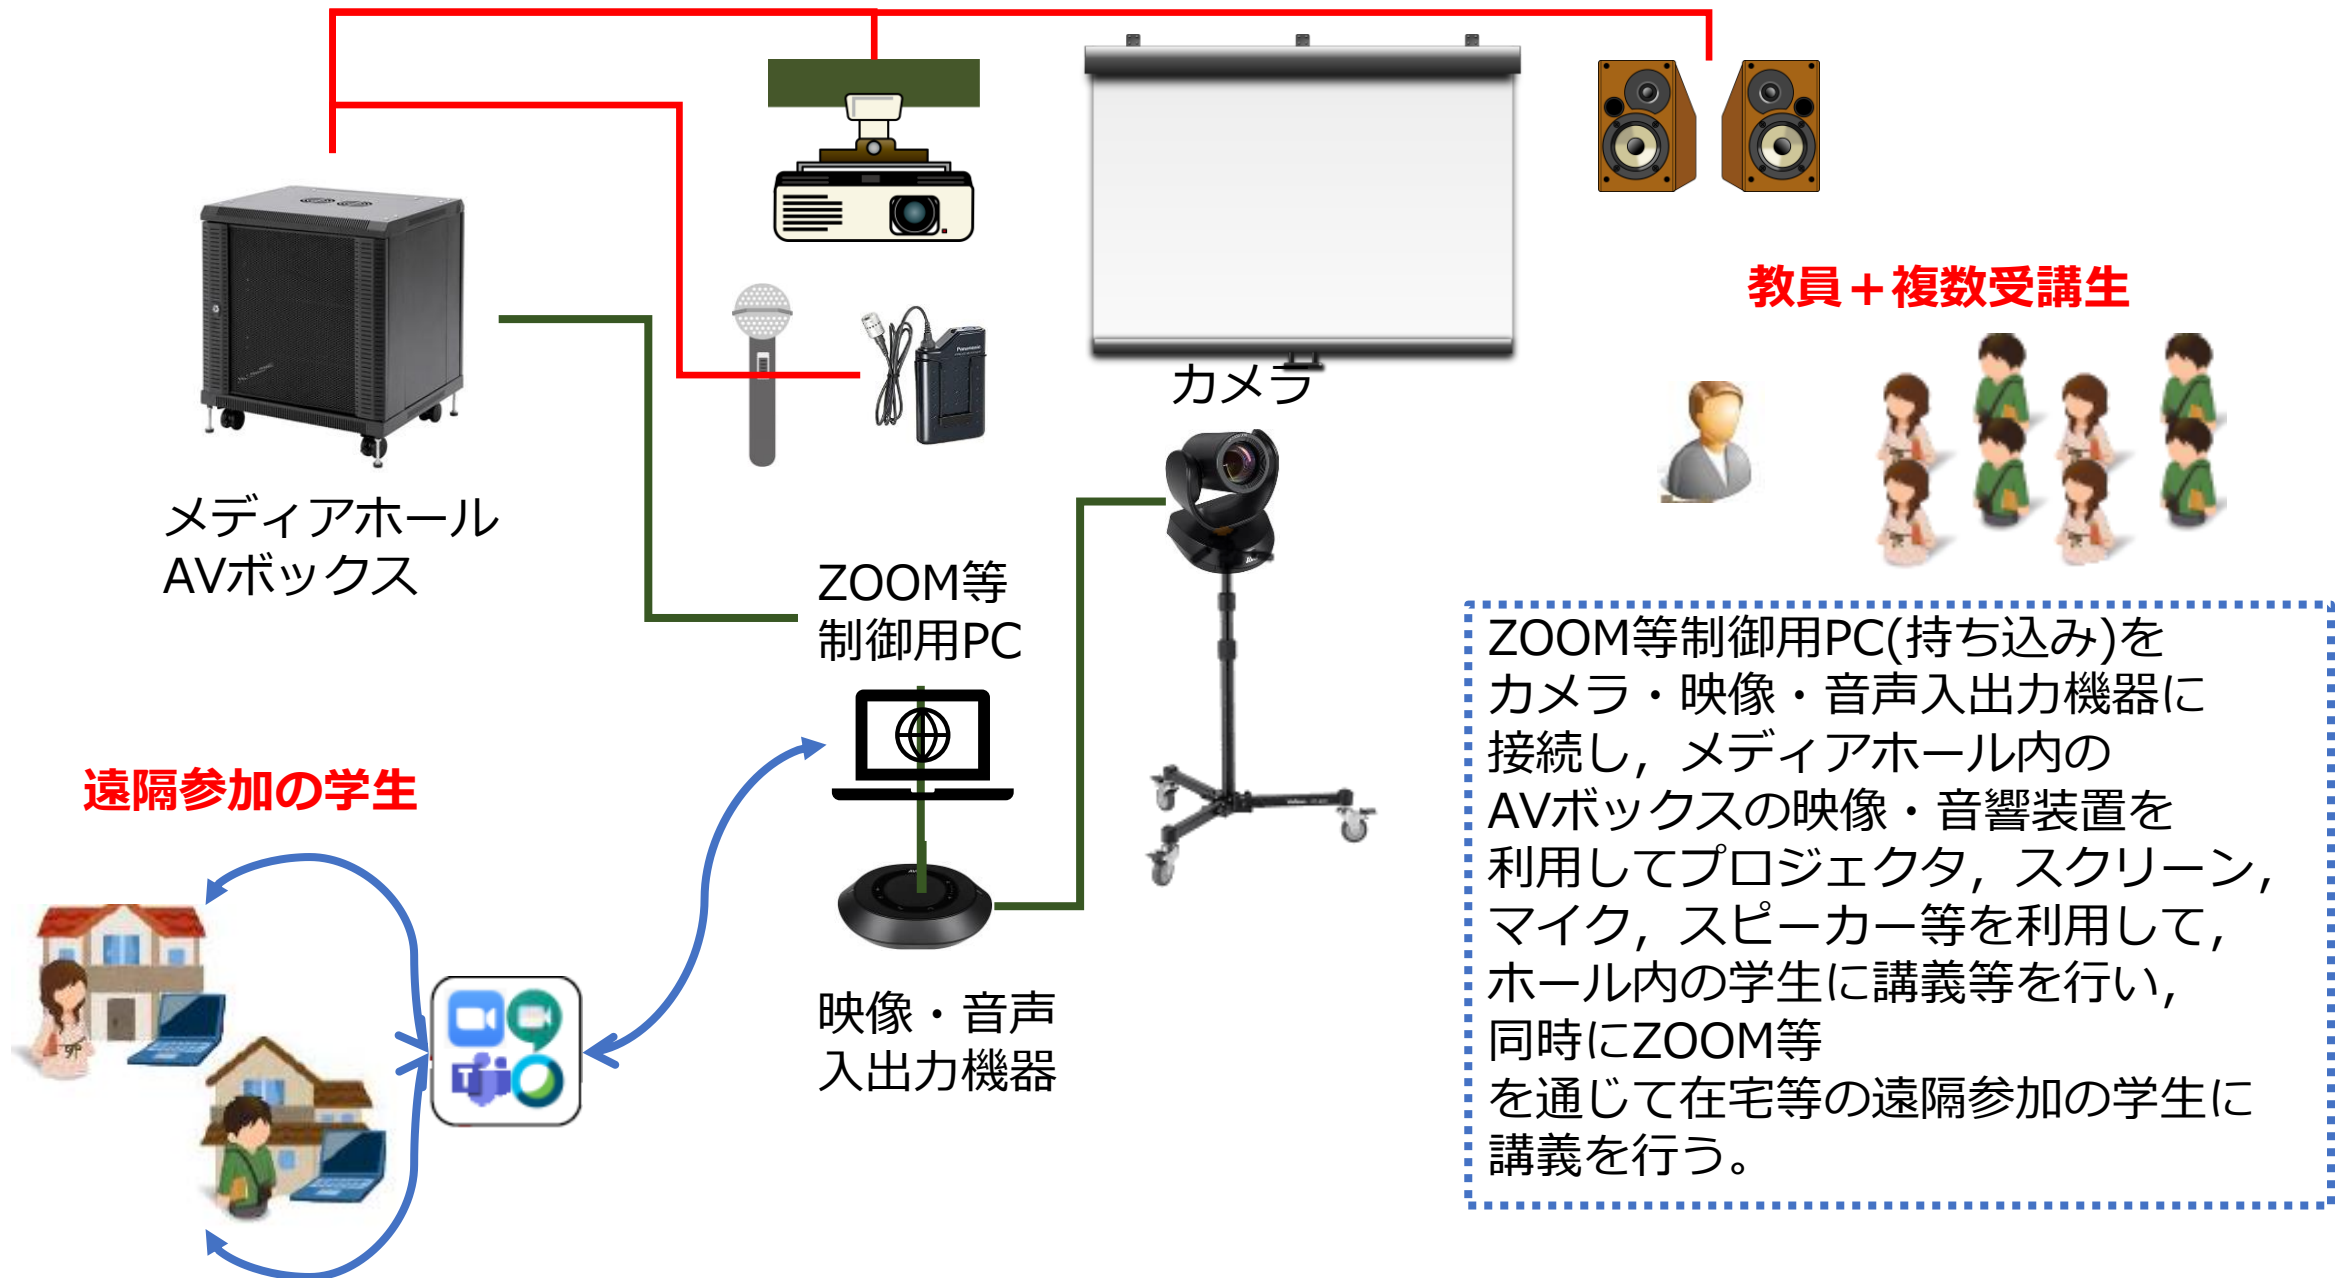 教員＋複数受講生
カメラ
メディアホール
AVボックス
ZOOM等
制御用PC
遠隔参加の学生
映像・音声
入出力機器
ZOOM等制御用PC(持ち込み)を
カメラ・映像・音声入出力機器に
接続し，メディアホール内の
AVボックスの映像・音響装置を
利用してプロジェクタ，スクリーン，
マイク，スピーカー等を利用して，
ホール内の学生に講義等を行い，
同時にZOOM等
を通じて在宅等の遠隔参加の学生に
講義を行う。